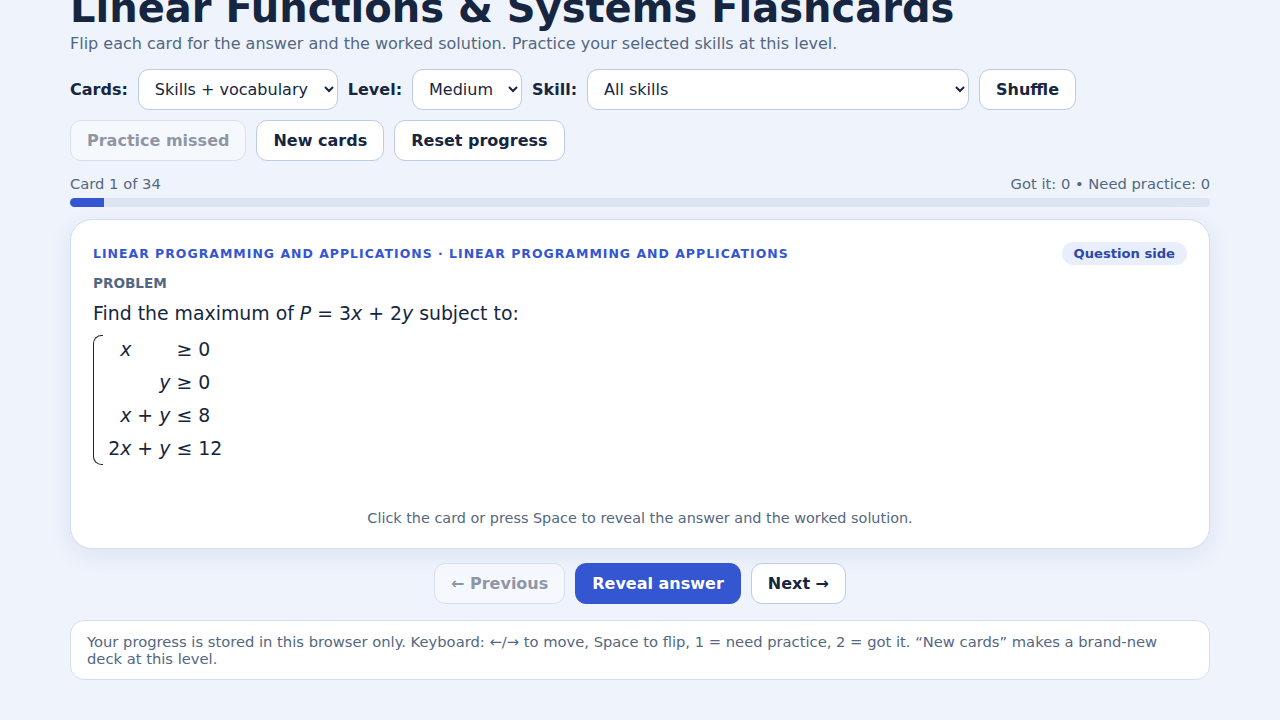 Linear Functions & Systems Flashcards
Flip each card for the answer and the worked solution. Practice your selected skills at this level.
Cards: Skills + vocabulary Level: Medium Skill: All skills Shuffle
Practice missed New cards Reset progress
Card 1 of 34 Got it: 0 • Need practice: 0
LINEAR PROGRAMMING AND APPLICATIONS · LINEAR PROGRAMMING AND APPLICATIONS Question side
PROBLEM
Find the maximum of P = 3x + 2y subject to:
x ≥ 0
y ≥ 0
x + y ≤ 8
2x + y ≤ 12
Click the card or press Space to reveal the answer and the worked solution.
← Previous Reveal answer Next →
Your progress is stored in this browser only. Keyboard: ←/→ to move, Space to flip, 1 = need practice, 2 = got it. “New cards” makes a brand-new
deck at this level.